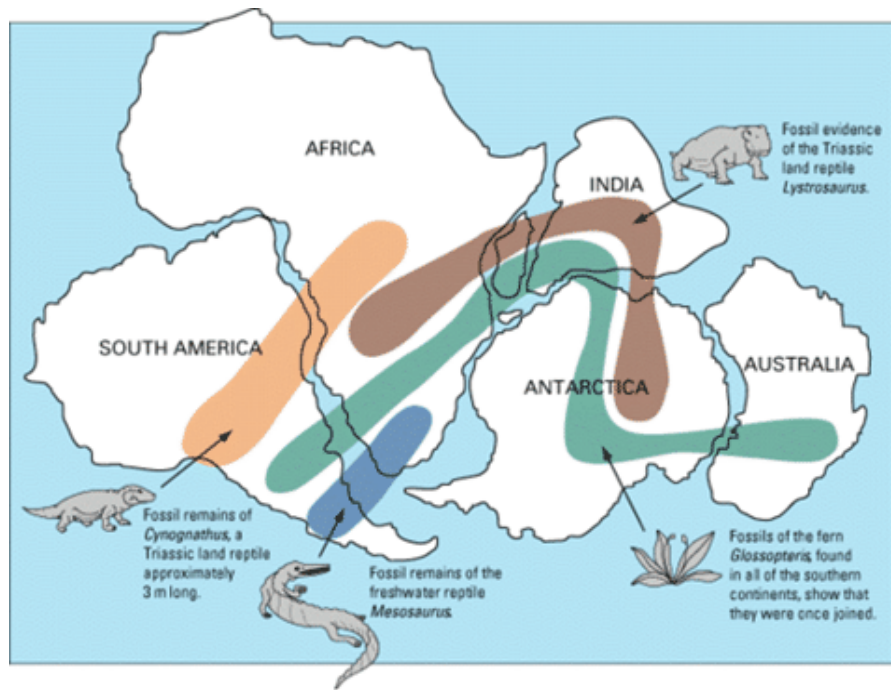 AFRICA
Fossil evidence
of the Triassic
land reptile
Lystrosaurus.
INDIA
SOUTH AMERICA
ANTARCTICA
AUSTRALIA
Fossil remains of
Cynognathus, a
Triassic land reptile
approximately
3 m long.
Fossil remains of the
freshwater reptile
Mesosaurus.
Fossils of the fern
Glossopteris, found
in all of the southern
continents, show that
they were once joined.